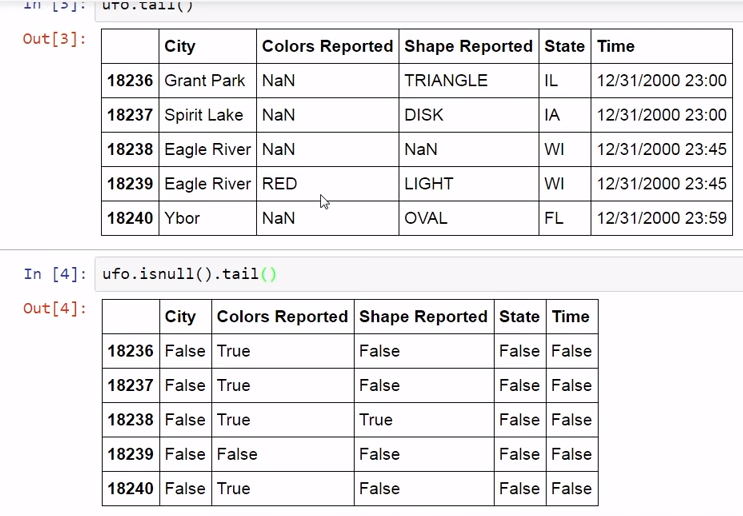 In [3]: ufo.tail()
Out[3]:
City Colors Reported Shape Reported State Time
18236 Grant Park NaN TRIANGLE IL 12/31/2000 23:00
18237 Spirit Lake NaN DISK IA 12/31/2000 23:00
18238 Eagle River NaN NaN WI 12/31/2000 23:45
18239 Eagle River RED LIGHT WI 12/31/2000 23:45
18240 Ybor NaN OVAL FL 12/31/2000 23:59
In [4]: ufo.isnull().tail()
Out[4]:
City Colors Reported Shape Reported State Time
18236 False True False False False
18237 False True False False False
18238 False True True False False
18239 False False False False False
18240 False True False False False